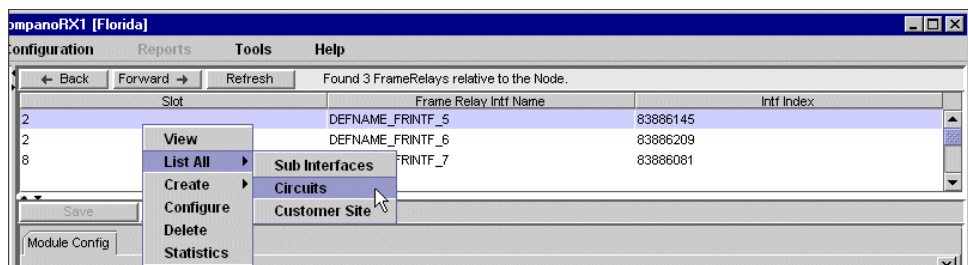 ompanoRX1 [Florida]
onfiguration Reports Tools Help
← Back Forward → Refresh Found 3 FrameRelays relative to the Node.
Slot Frame Relay Intf Name Intf Index
2 DEFNAME_FRINTF_5 83886145
2 DEFNAME_FRINTF_6 83886209
8 FRINTF_7 83886081
View
List All
Create
Configure
Delete
Statistics
Sub Interfaces
Circuits
Customer Site
Save
Module Config